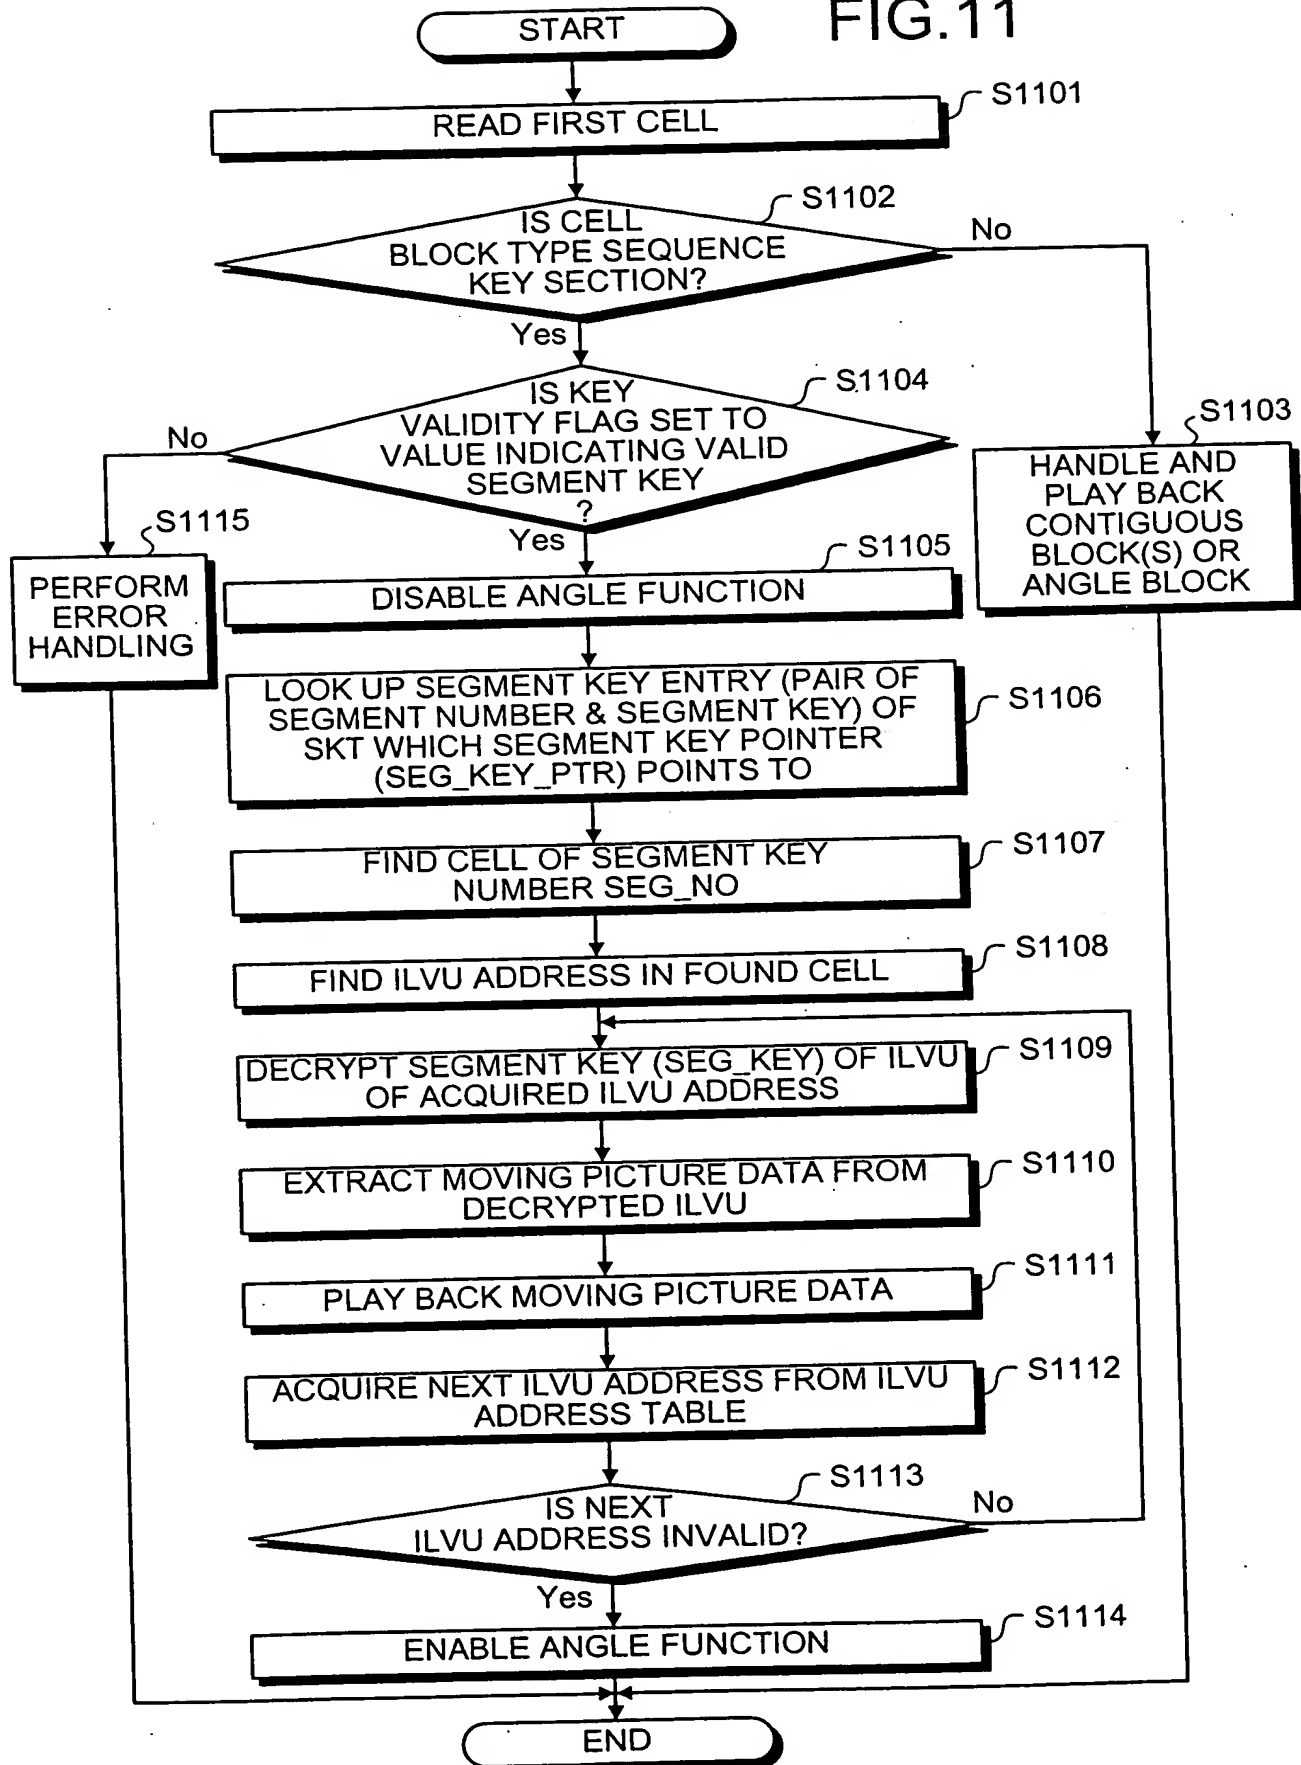 FIG.11
START
S1101
READ FIRST CELL
S1102
IS CELL
BLOCK TYPE SEQUENCE
KEY SECTION?
No
Yes
S1104
IS KEY
VALIDITY FLAG SET TO
VALUE INDICATING VALID
SEGMENT KEY
?
No
Yes
S1103
HANDLE AND
PLAY BACK
CONTIGUOUS
BLOCK(S) OR
ANGLE BLOCK
S1115
PERFORM
ERROR
HANDLING
S1105
DISABLE ANGLE FUNCTION
S1106
LOOK UP SEGMENT KEY ENTRY (PAIR OF
SEGMENT NUMBER & SEGMENT KEY) OF
SKT WHICH SEGMENT KEY POINTER
(SEG_KEY_PTR) POINTS TO
S1107
FIND CELL OF SEGMENT KEY
NUMBER SEG_NO
S1108
FIND ILVU ADDRESS IN FOUND CELL
S1109
DECRYPT SEGMENT KEY (SEG_KEY) OF ILVU
OF ACQUIRED ILVU ADDRESS
S1110
EXTRACT MOVING PICTURE DATA FROM
DECRYPTED ILVU
S1111
PLAY BACK MOVING PICTURE DATA
S1112
ACQUIRE NEXT ILVU ADDRESS FROM ILVU
ADDRESS TABLE
S1113
IS NEXT
ILVU ADDRESS INVALID?
No
Yes
S1114
ENABLE ANGLE FUNCTION
END